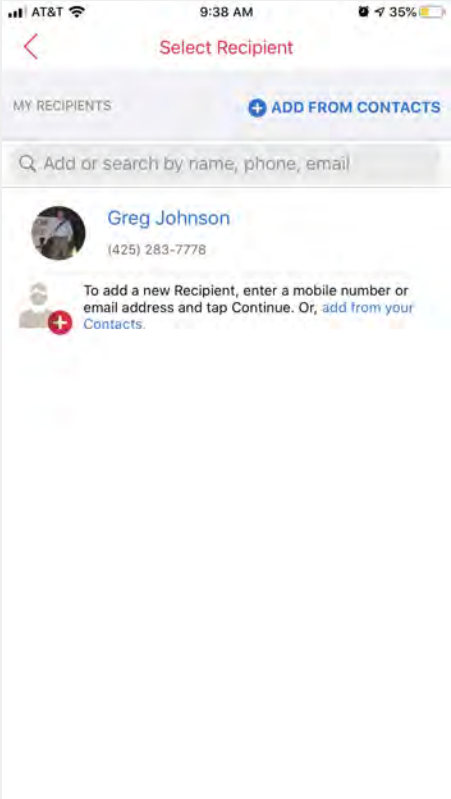 AT&T 9:38 AM 35%
Select Recipient
MY RECIPIENTS ADD FROM CONTACTS
Add or search by name, phone, email
Greg Johnson
(425) 283-7778
To add a new Recipient, enter a mobile number or
email address and tap Continue. Or, add from your
Contacts.